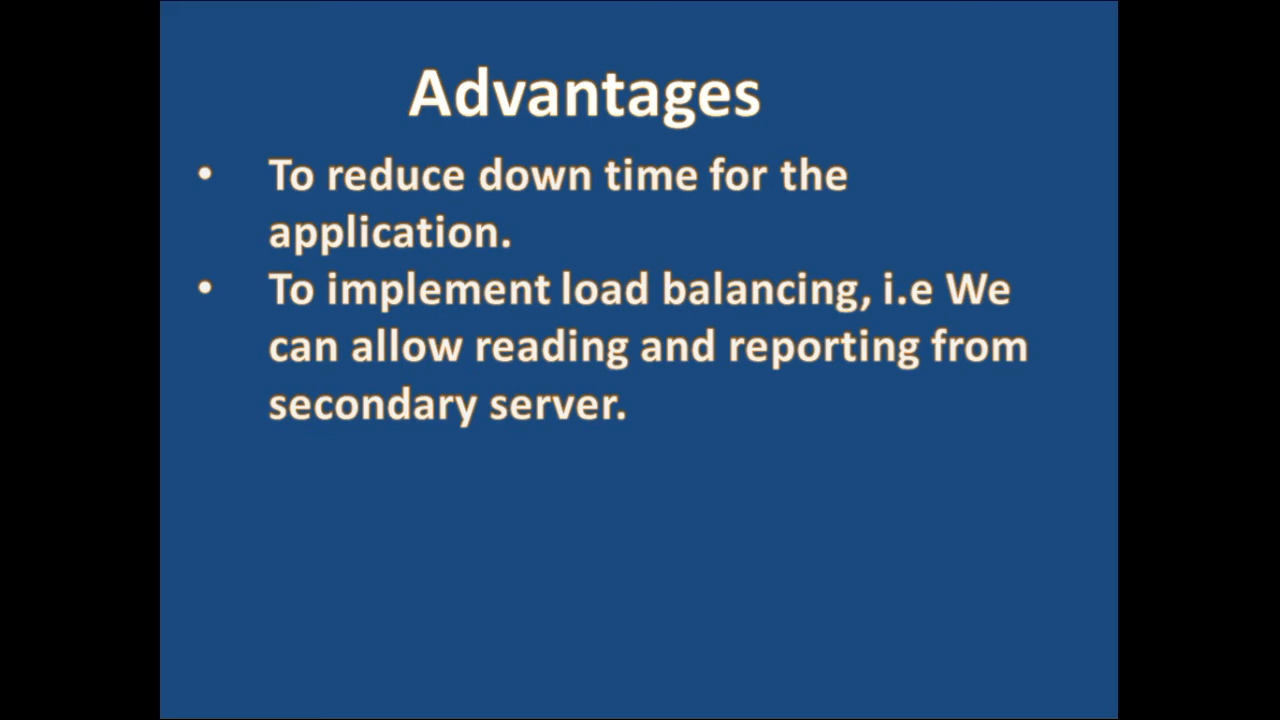 Advantages
• To reduce down time for the
application.
• To implement load balancing, i.e We
can allow reading and reporting from
secondary server.